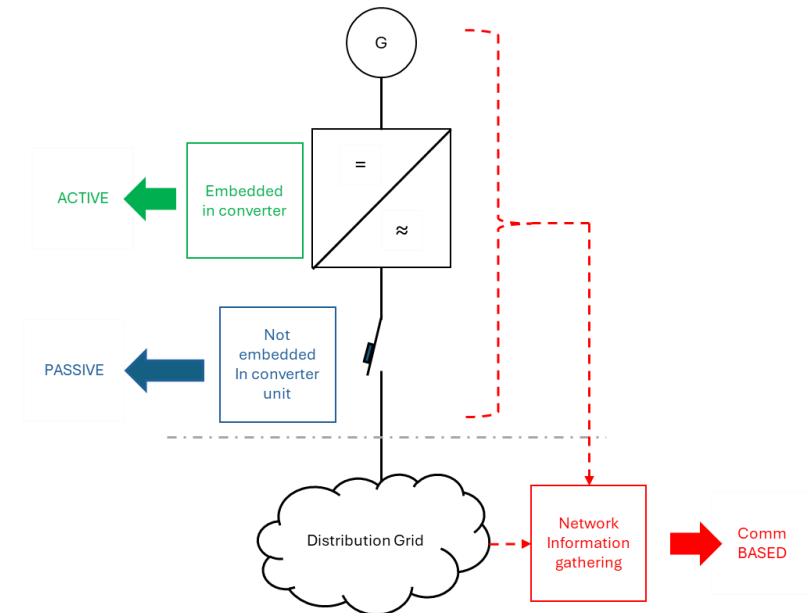 G
=
≈
ACTIVE
Embedded
in converter
PASSIVE
Not
embedded
In converter
unit
Distribution Grid
Network
Information
gathering
Comm
BASED